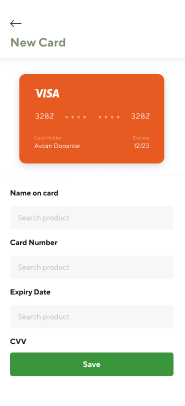 New Card
VISA
3282 •••• •••• 3282
Card Holder Expires
Avcan Doganlar 12/23
Name on card
Search product
Card Number
Search product
Expiry Date
Search product
CVV
Save